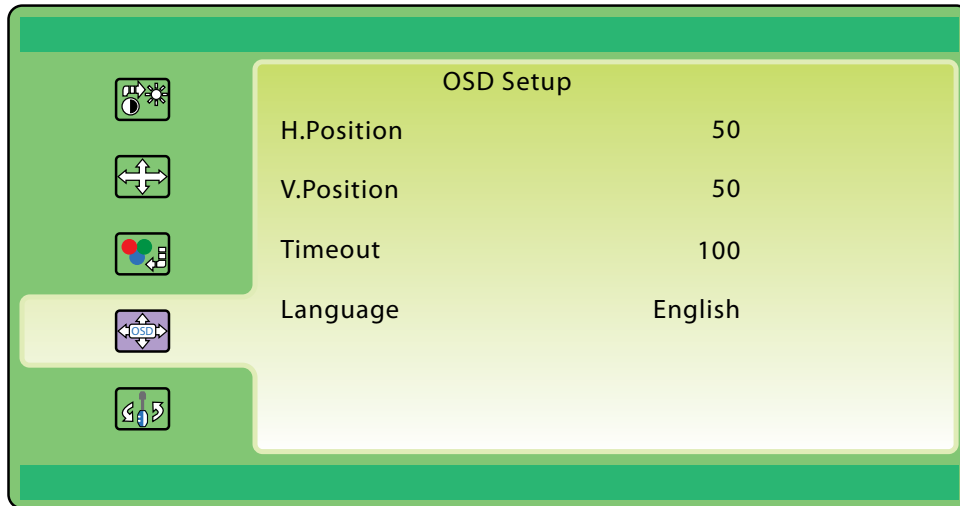 OSD Setup
H.Position 50
V.Position 50
Timeout 100
Language English
OSD